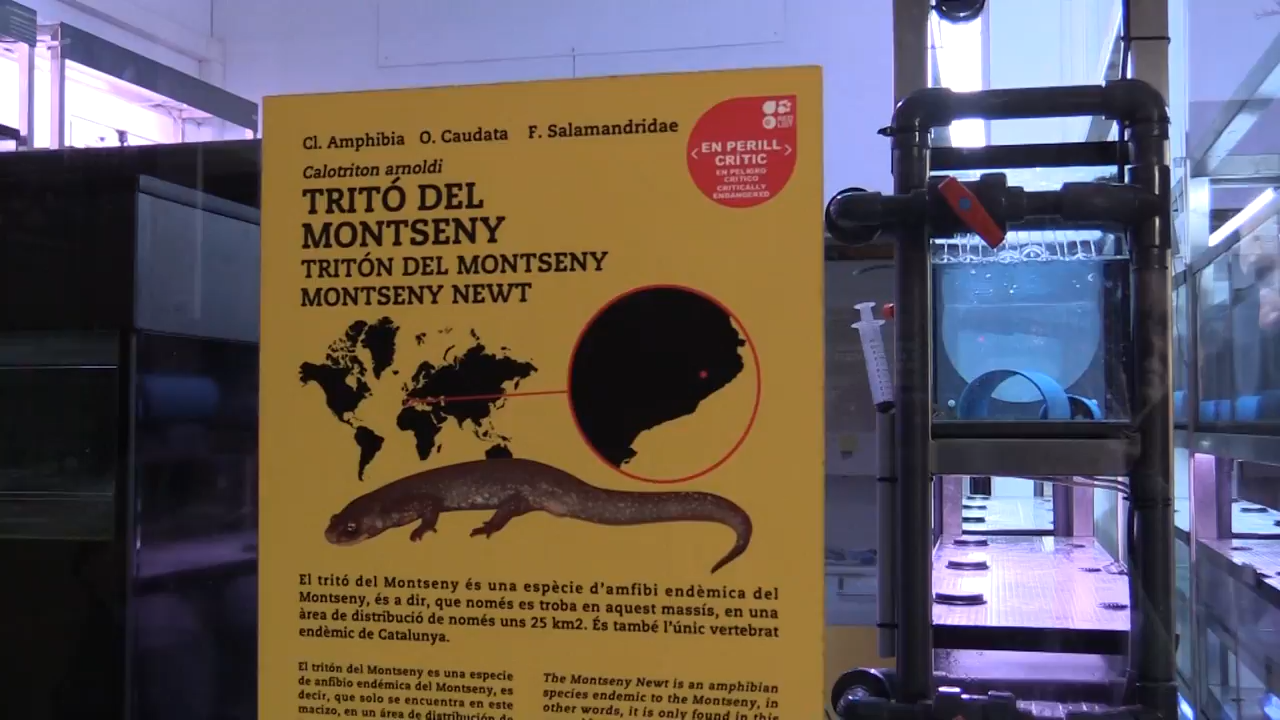 Cl. Amphibia O. Caudata F. Salamandridae
Calotriton arnoldi
TRITÓ DEL
MONTSENY
TRITÓN DEL MONTSENY
MONTSENY NEWT
RED LIST
EN PERILL
CRÍTIC
EN PELIGRO
CRÍTICO
CRITICALLY
ENDANGERED
El tritó del Montseny és una espècie d'amfibi endèmica del
Montseny, és a dir, que només es troba en aquest massís, en una
àrea de distribució de només uns 25 km2. És també l'únic vertebrat
endèmic de Catalunya.
El tritón del Montseny es una especie
de anfibio endémica del Montseny, es
decir, que solo se encuentra en este
macizo, en un área de distribución de
The Montseny Newt is an amphibian
species endemic to the Montseny, in
other words, it is only found in this